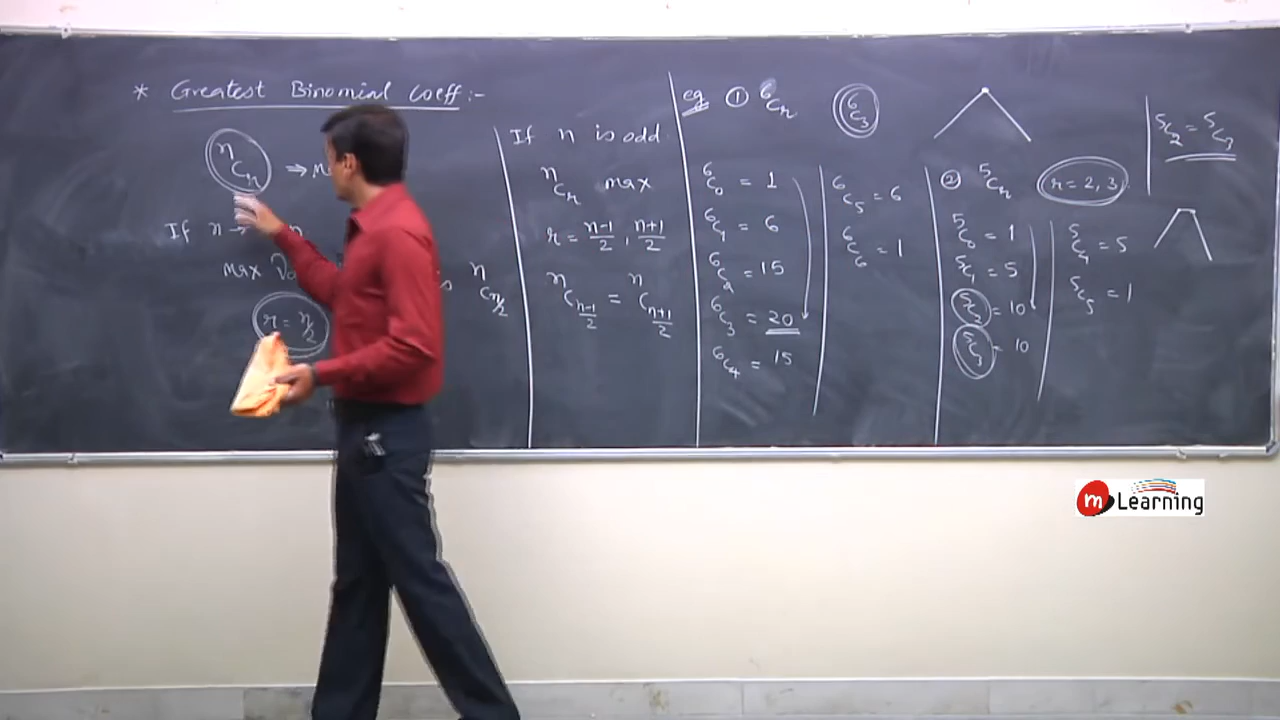 * Greatest Binomial Coeff :-
ⁿCᵣ ⇒
If n →
max
r = n/2
ⁿC_{n/2}
If n is odd
ⁿCᵣ max
r = (n-1)/2 , (n+1)/2
ⁿC_{(n-1)/2} = ⁿC_{(n+1)/2}
eg ① ⁶Cᵣ
⁶C₃
⁶C₀ = 1
⁶C₁ = 6
⁶C₂ = 15
⁶C₃ = 20
⁶C₄ = 15
⁶C₅ = 6
⁶C₆ = 1
② ⁵Cᵣ
r = 2, 3
⁵C₀ = 1
⁵C₁ = 5
⁵C₂ = 10
⁵C₃ = 10
⁵C₄ = 5
⁵C₅ = 1
⁵C₂ = ⁵C₃
m Learning